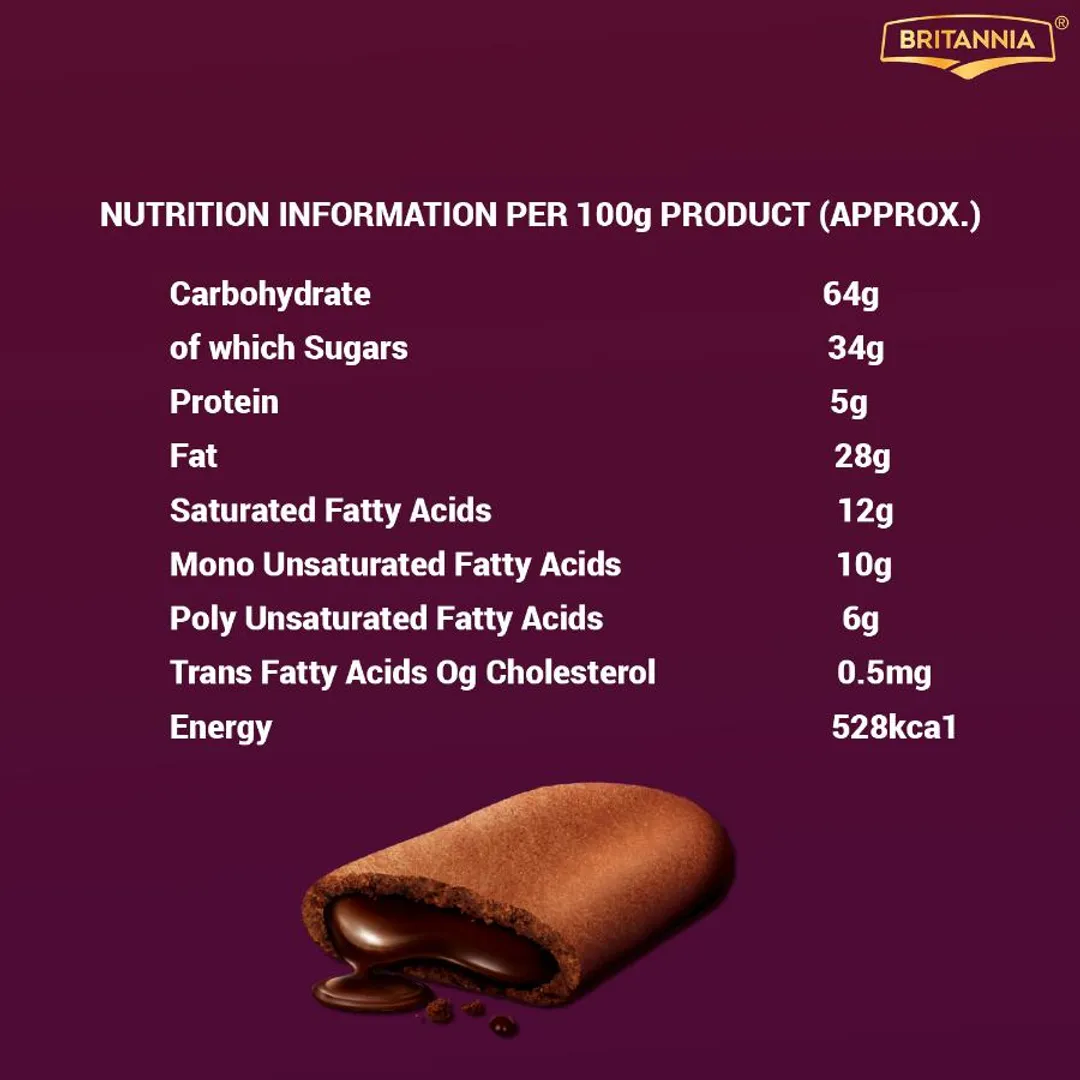 BRITANNIA®
NUTRITION INFORMATION PER 100g PRODUCT (APPROX.)
Carbohydrate 64g
of which Sugars 34g
Protein 5g
Fat 28g
Saturated Fatty Acids 12g
Mono Unsaturated Fatty Acids 10g
Poly Unsaturated Fatty Acids 6g
Trans Fatty Acids Og Cholesterol 0.5mg
Energy 528kca1